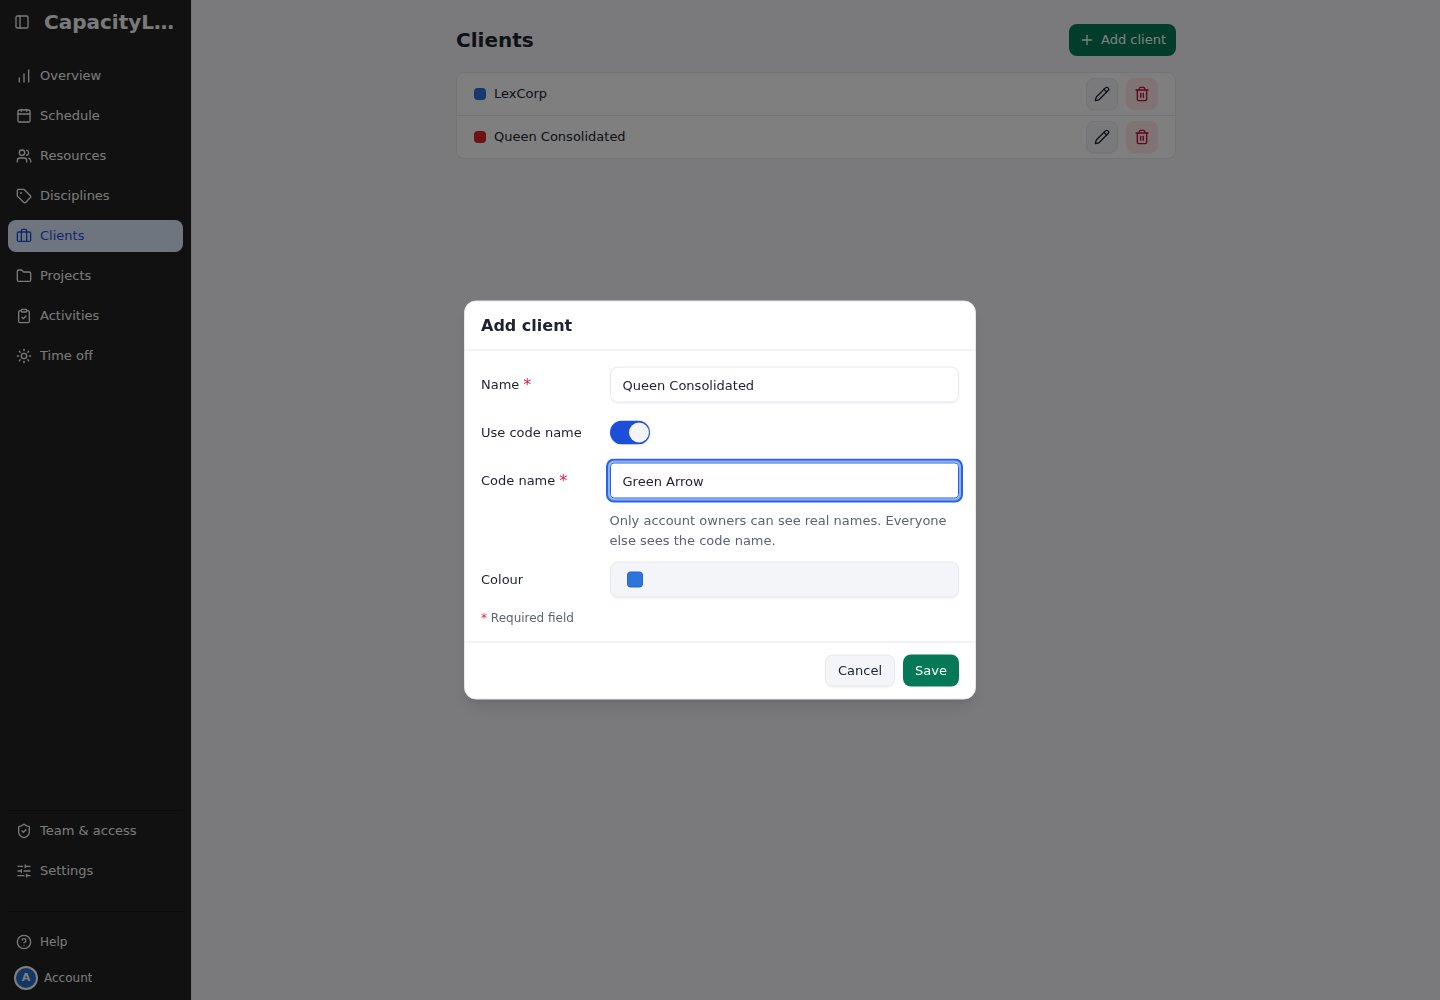 CapacityL...
Overview
Schedule
Resources
Disciplines
Clients
Projects
Activities
Time off
Team & access
Settings
Help
A Account
Clients
+ Add client
LexCorp
Queen Consolidated
Add client
Name *
Queen Consolidated
Use code name
Code name *
Green Arrow
Only account owners can see real names. Everyone
else sees the code name.
Colour
* Required field
Cancel
Save